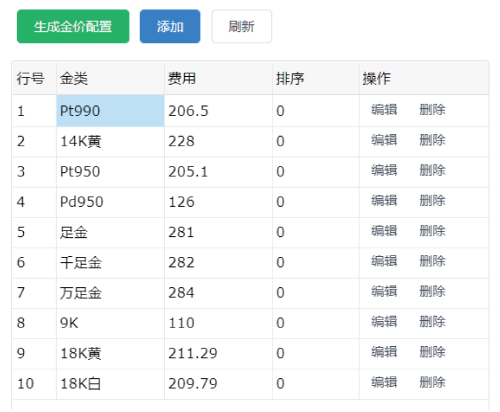 生成金价配置 添加 刷新
行号 金类 费用 排序 操作
1 Pt990 206.5 0 编辑 删除
2 14K黄 228 0 编辑 删除
3 Pt950 205.1 0 编辑 删除
4 Pd950 126 0 编辑 删除
5 足金 281 0 编辑 删除
6 千足金 282 0 编辑 删除
7 万足金 284 0 编辑 删除
8 9K 110 0 编辑 删除
9 18K黄 211.29 0 编辑 删除
10 18K白 209.79 0 编辑 删除